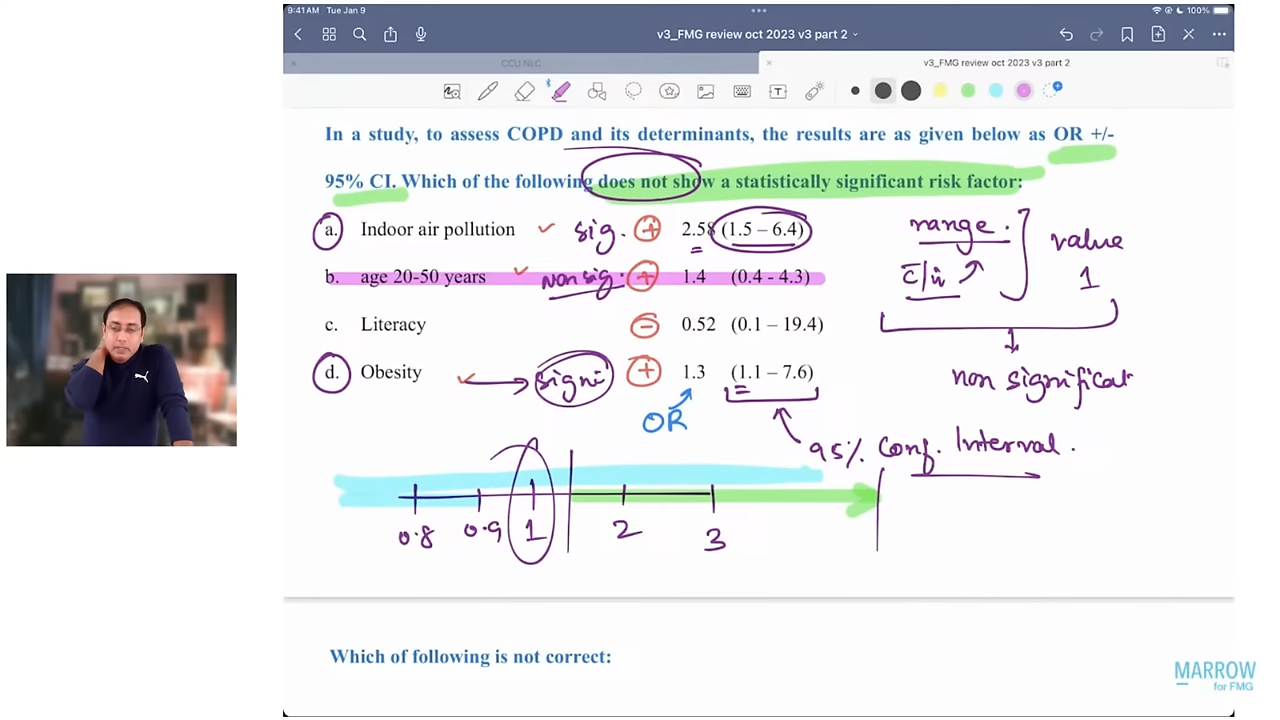 9:41 AM Tue Jan 9
100%
v3_FMG review oct 2023 v3 part 2
CCU NLC
v3_FMG review oct 2023 v3 part 2
In a study, to assess COPD and its determinants, the results are as given below as OR +/-
95% CI. Which of the following does not show a statistically significant risk factor:
a. Indoor air pollution sig. + 2.58 (1.5 – 6.4)
b. age 20-50 years non sig. + 1.4 (0.4 - 4.3)
c. Literacy − 0.52 (0.1 – 19.4)
d. Obesity signi + 1.3 (1.1 – 7.6)
range.
value
1
non significat
OR
95% Conf. Interval.
0.8 0.9 1 2 3
Which of following is not correct:
MARROW
for FMG